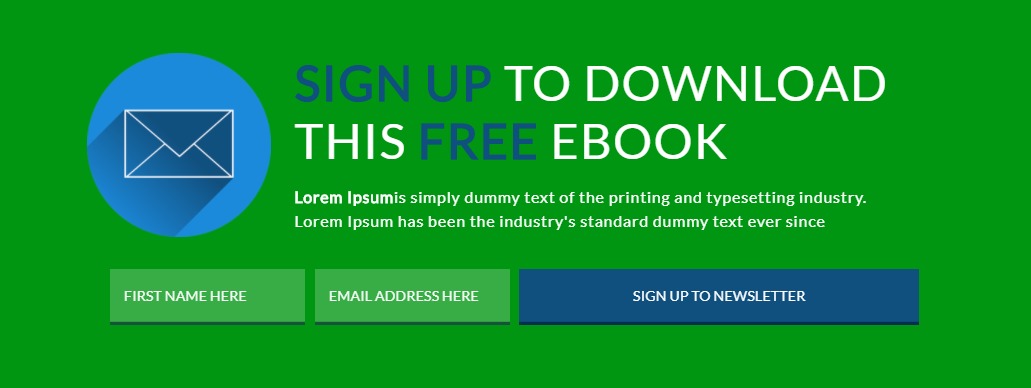 SIGN UP TO DOWNLOAD
THIS FREE EBOOK
Lorem Ipsumis simply dummy text of the printing and typesetting industry.
Lorem Ipsum has been the industry's standard dummy text ever since
FIRST NAME HERE
EMAIL ADDRESS HERE
SIGN UP TO NEWSLETTER